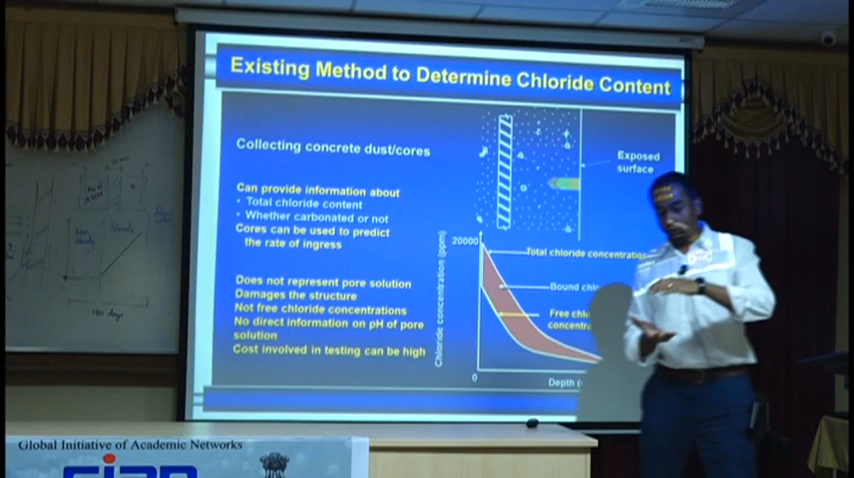 Existing Method to Determine Chloride Content
Collecting concrete dust/cores
Can provide information about
• Total chloride content
• Whether carbonated or not
Cores can be used to predict
the rate of ingress
Does not represent pore solution
Damages the structure
Not free chloride concentrations
No direct information on pH of pore
solution
Cost involved in testing can be high
Exposed
surface
20000
Chloride concentration (ppm)
Total chloride concentration
Bound
Free
0
Depth
Global Initiative of Academic Networks
gian